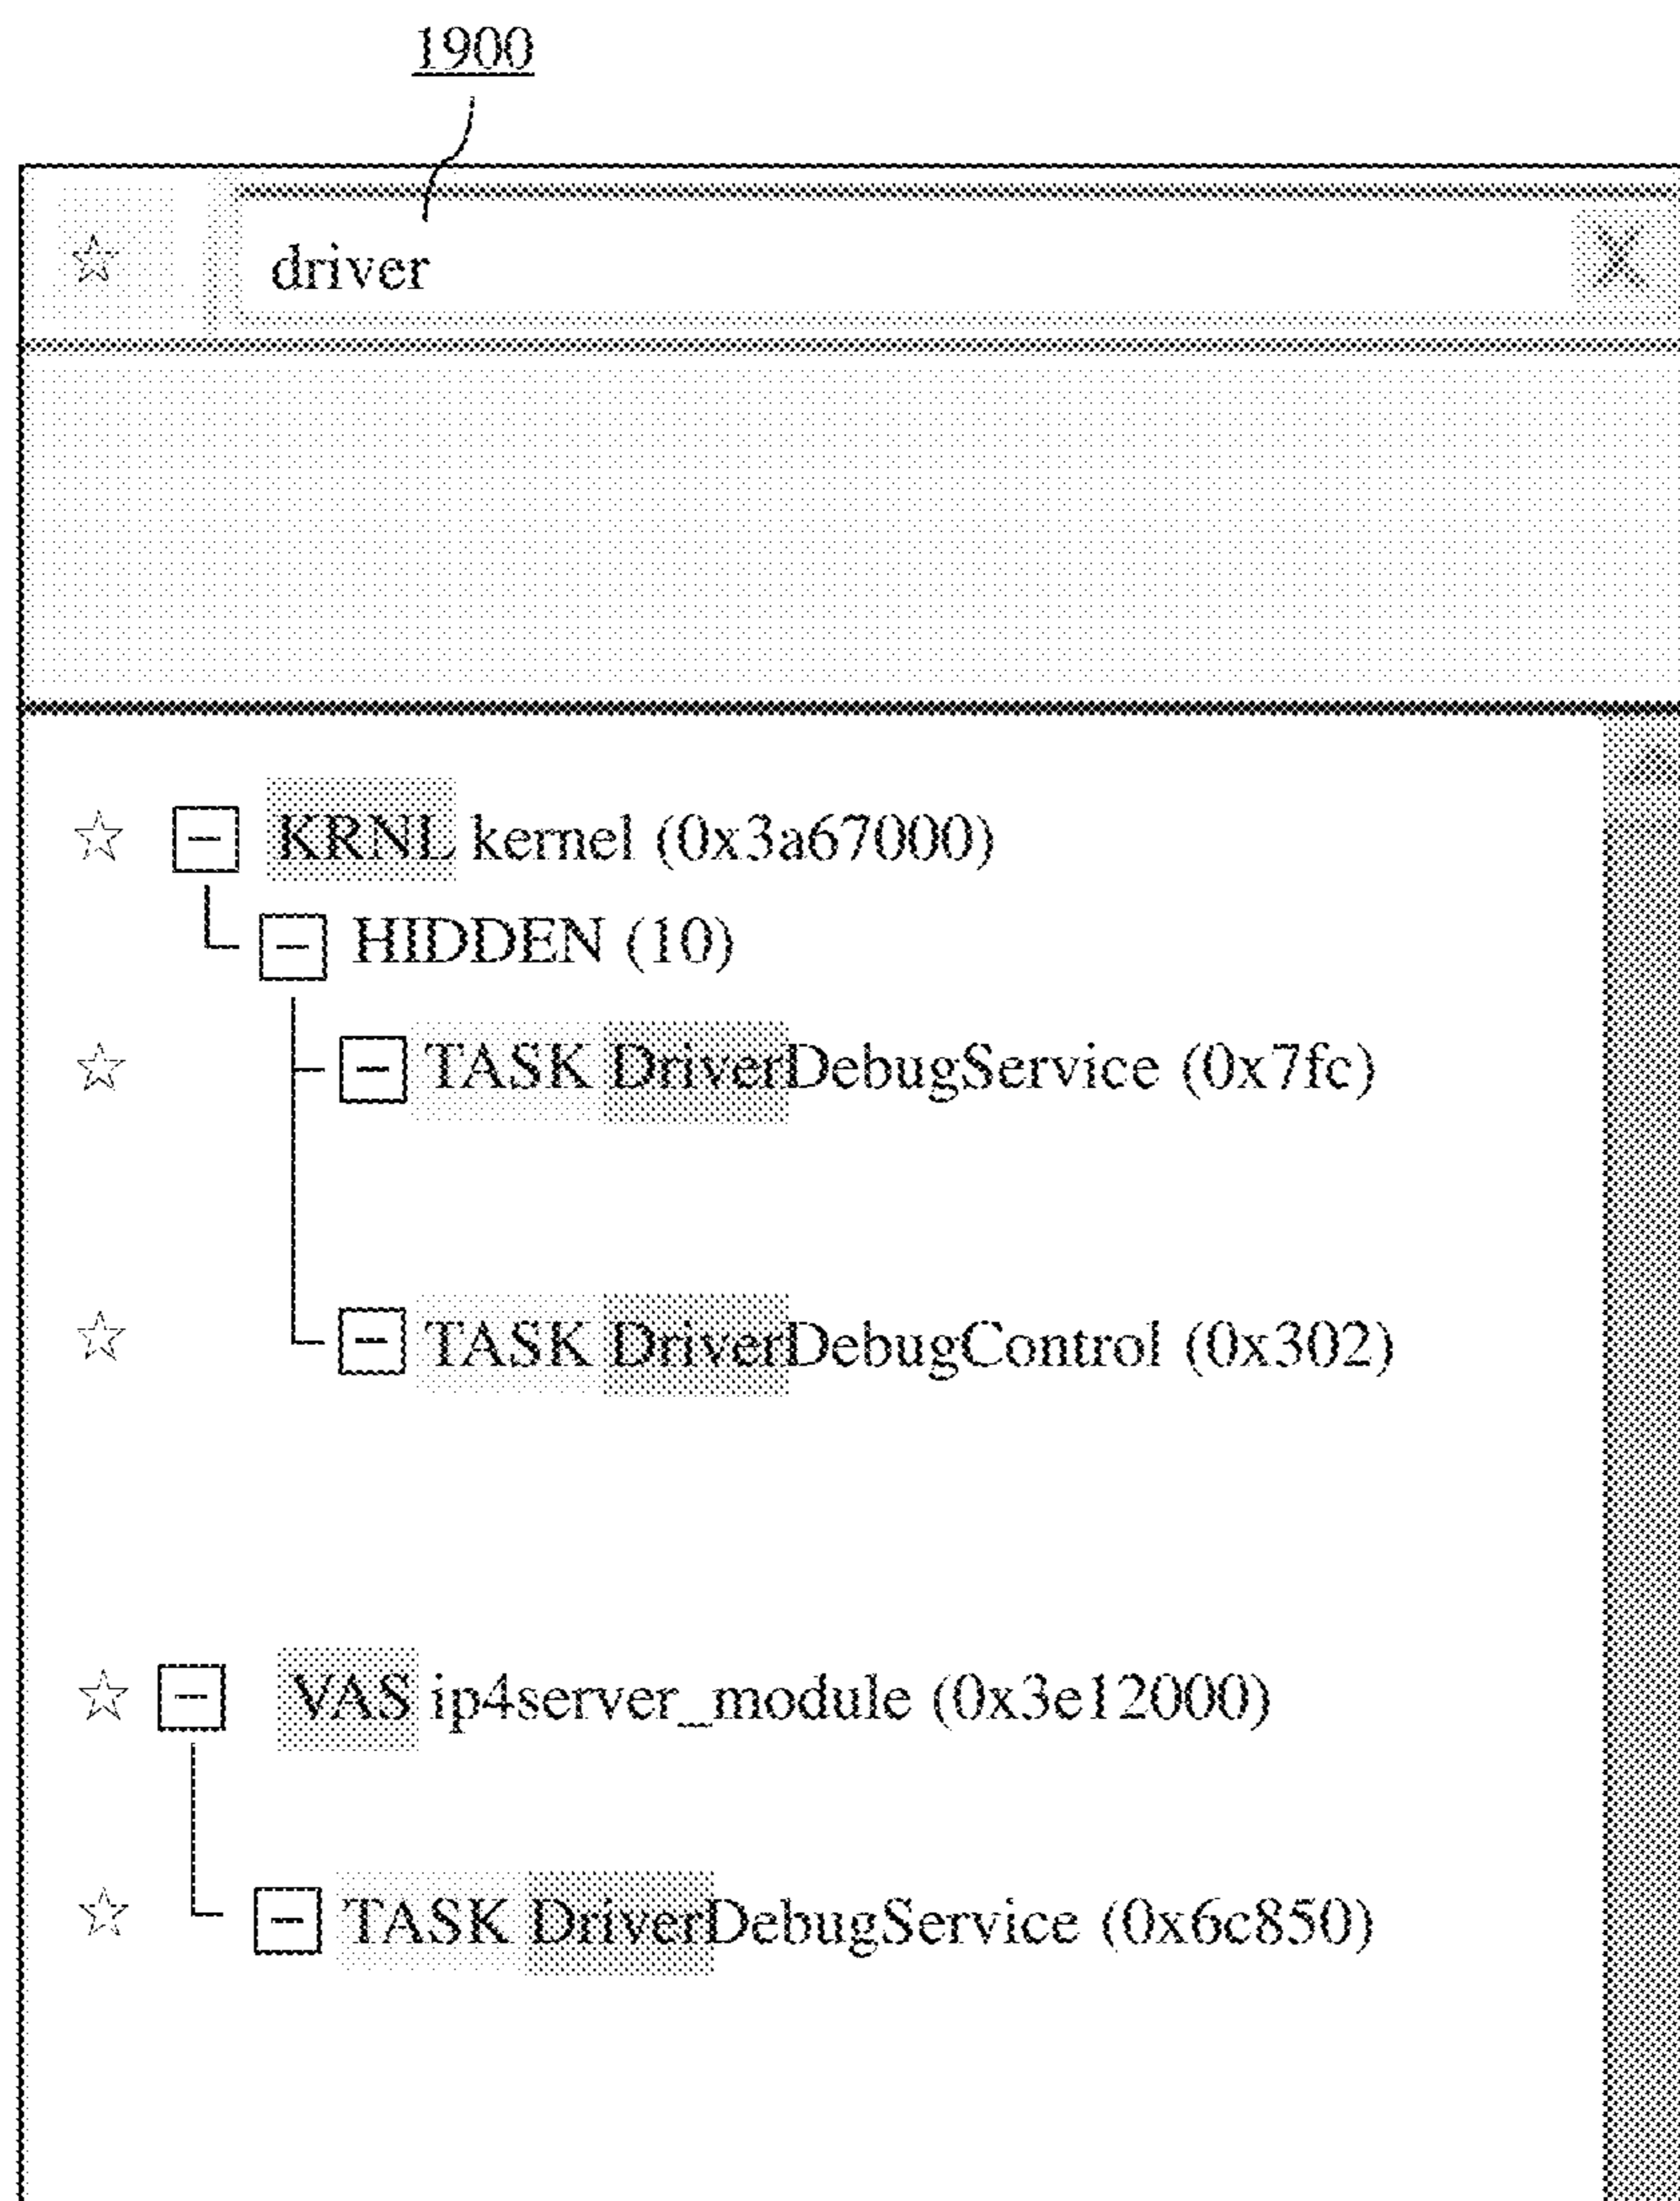 1900
driver X
KRNL kernel (0x3a67000)
HIDDEN (10)
TASK DriverDebugService (0x7fc)
TASK DriverDebugControl (0x302)
VAS ip4server_module (0x3e12000)
TASK DriverDebugService (0x6c850)